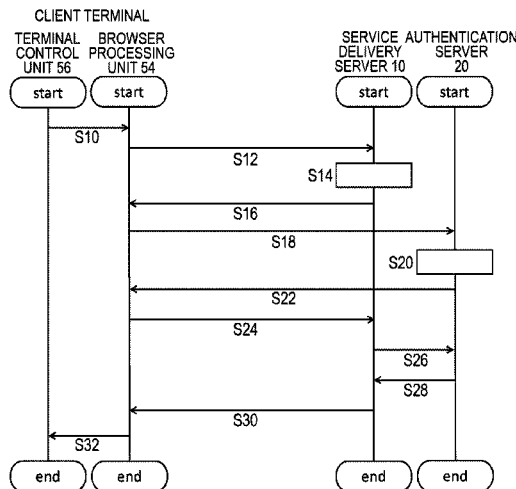 CLIENT TERMINAL
TERMINAL CONTROL UNIT 56
BROWSER PROCESSING UNIT 54
SERVICE DELIVERY SERVER 10
AUTHENTICATION SERVER 20
start
start
start
start
S10
S12
S14
S16
S18
S20
S22
S24
S26
S28
S30
S32
end
end
end
end